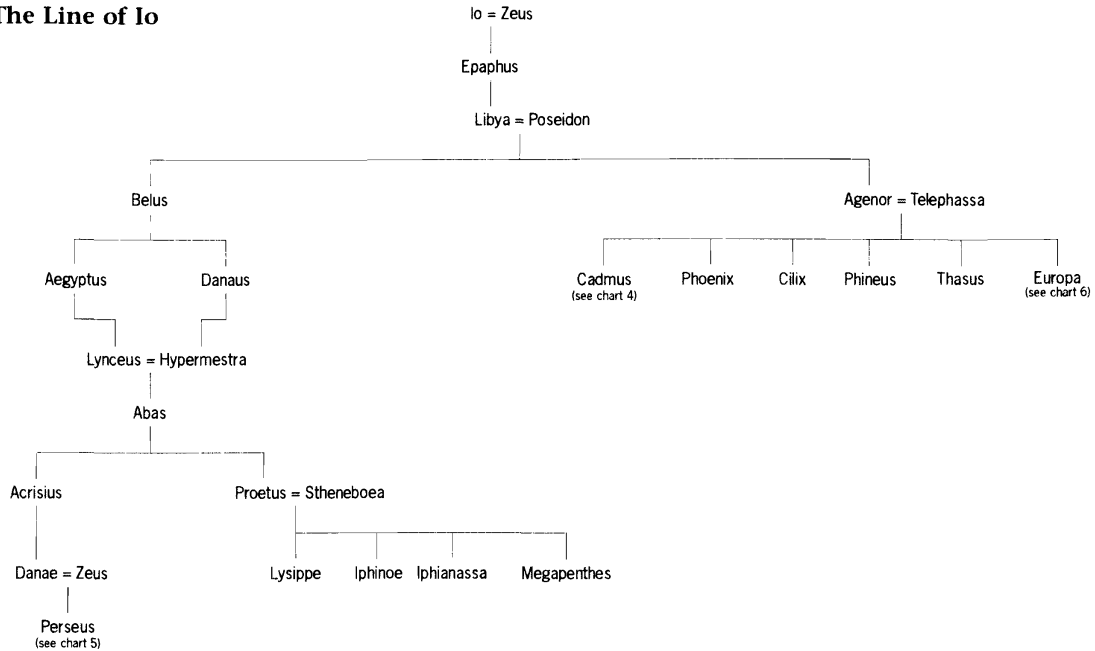 The Line of Io
Io = Zeus
Epaphus
Libya = Poseidon
Belus
Agenor = Telephassa
Aegyptus
Danaus
Cadmus
(see chart 4)
Phoenix
Cilix
Phineus
Thasus
Europa
(see chart 6)
Lynceus = Hypermestra
Abas
Acrisius
Proetus = Stheneboea
Danae = Zeus
Lysippe
Iphinoe
Iphianassa
Megapenthes
Perseus
(see chart 5)